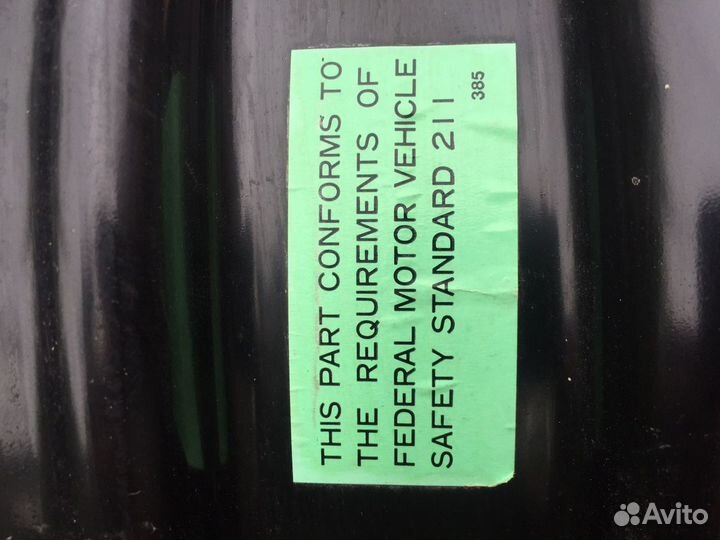 THIS PART CONFORMS TO
THE REQUIREMENTS OF
FEDERAL MOTOR VEHICLE
SAFETY STANDARD 211
385
Avito